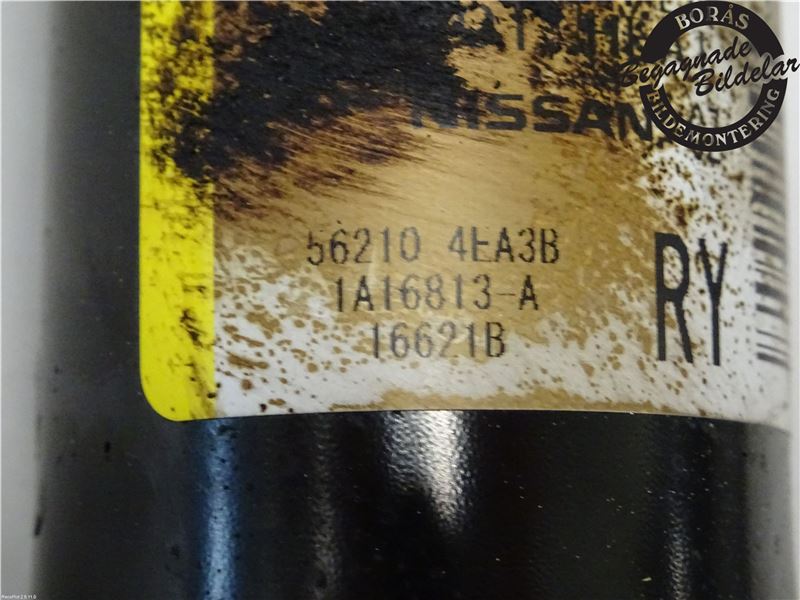 BORÅS
Begagnade
Bildelar
BILDEMONTERING
NISSAN
56210 4EA3B
1A16813-A
16621B
RY